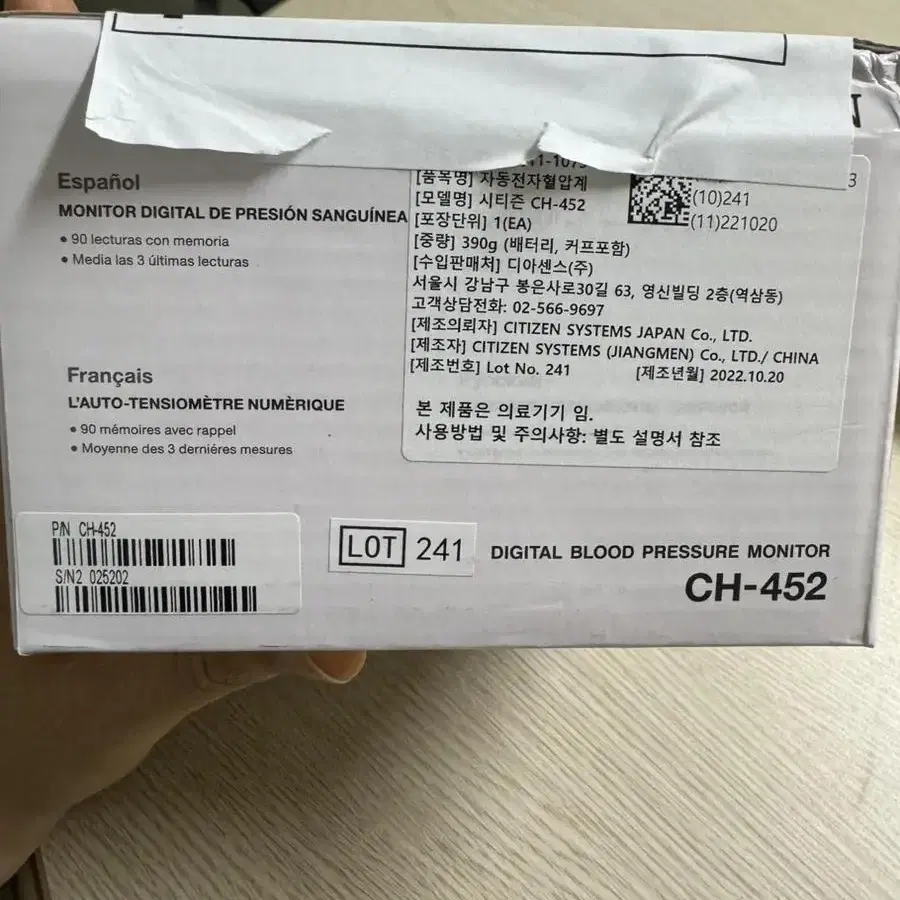 Español
MONITOR DIGITAL DE PRESIÓN SANGUÍNEA
• 90 lecturas con memoria
• Media las 3 últimas lecturas
Français
L'AUTO-TENSIOMÈTRE NUMÈRIQUE
• 90 mémoires avec rappel
• Moyenne des 3 derniéres mesures
[품목명] 자동전자혈압계
[모델명] 시티즌 CH-452
[포장단위] 1(EA)
[중량] 390g (배터리, 커프포함)
[수입판매처] 디아센스(주)
서울시 강남구 봉은사로30길 63, 영신빌딩 2층(역삼동)
고객상담전화: 02-566-9697
[제조의뢰자] CITIZEN SYSTEMS JAPAN Co., LTD.
[제조자] CITIZEN SYSTEMS (JIANGMEN) Co., LTD./ CHINA
[제조번호] Lot No. 241 [제조년월] 2022.10.20
본 제품은 의료기기 임.
사용방법 및 주의사항: 별도 설명서 참조
3
(10)241
(11)221020
P/N CH-452
S/N2 025202
LOT 241
DIGITAL BLOOD PRESSURE MONITOR
CH-452